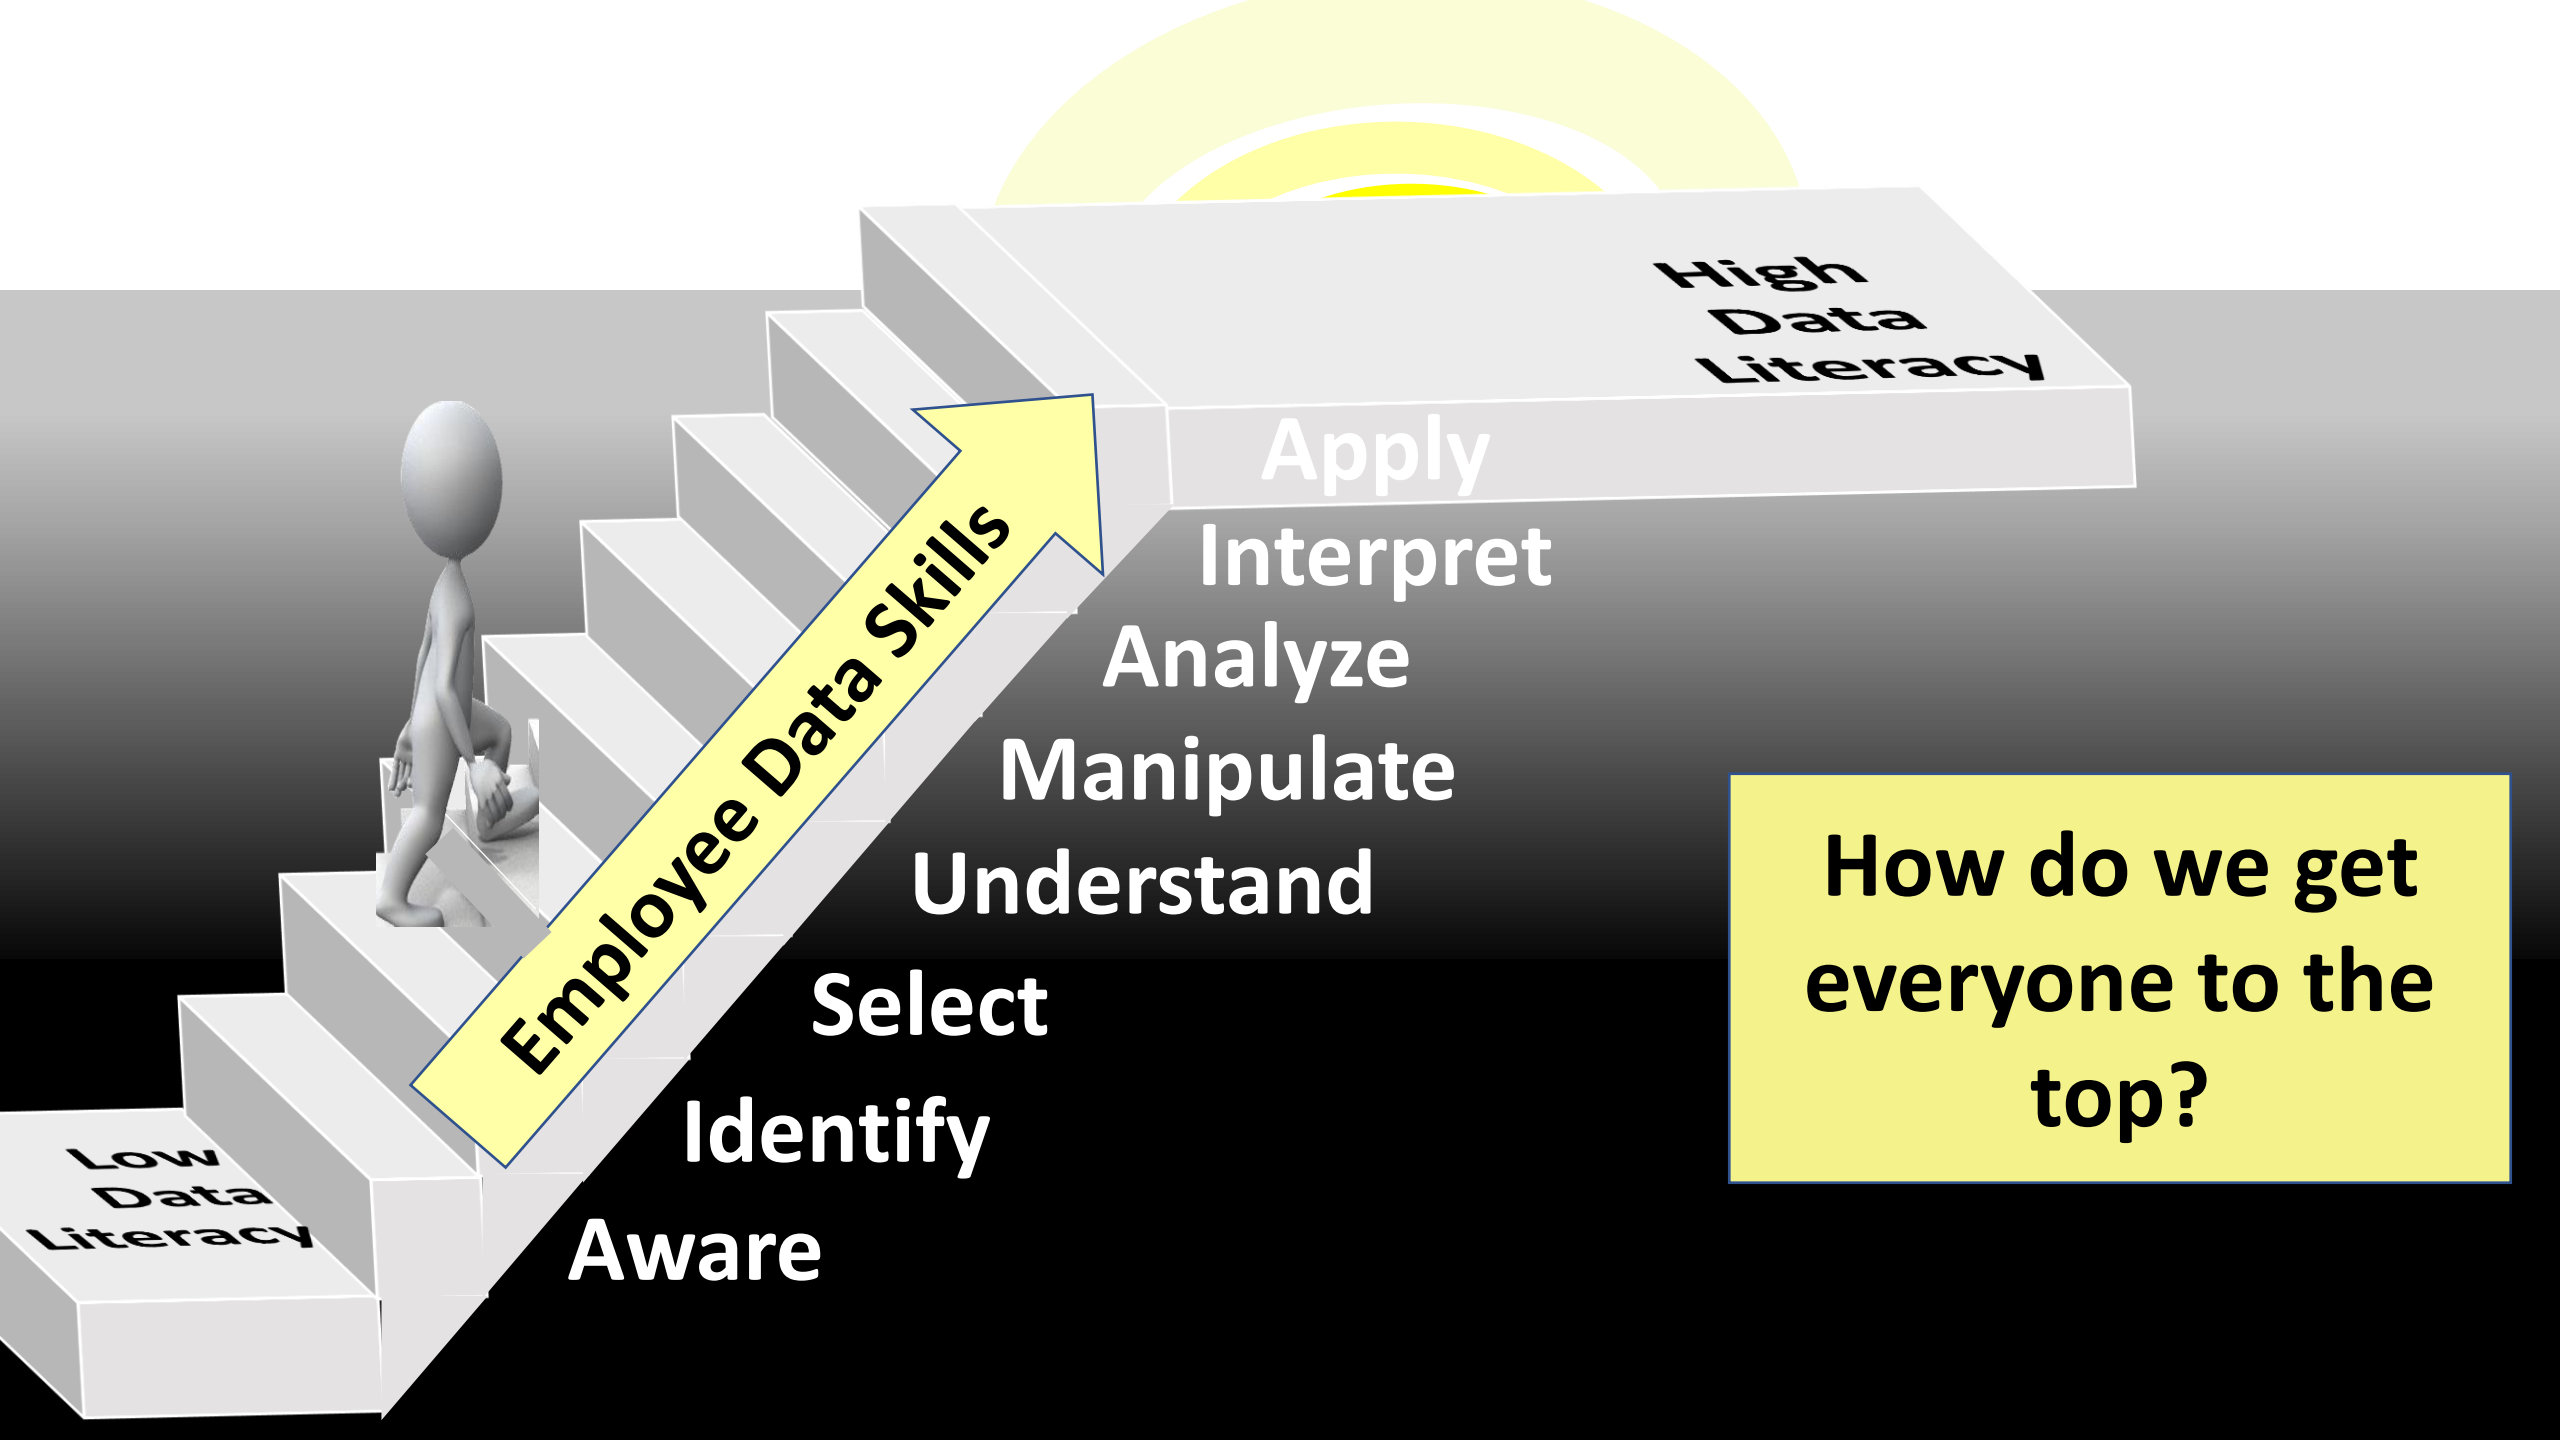 High
Data
Literacy
Apply
Interpret
Analyze
Manipulate
Understand
Select
Identify
Aware
Employee Data Skills
Low
Data
Literacy
How do we get
everyone to the
top?